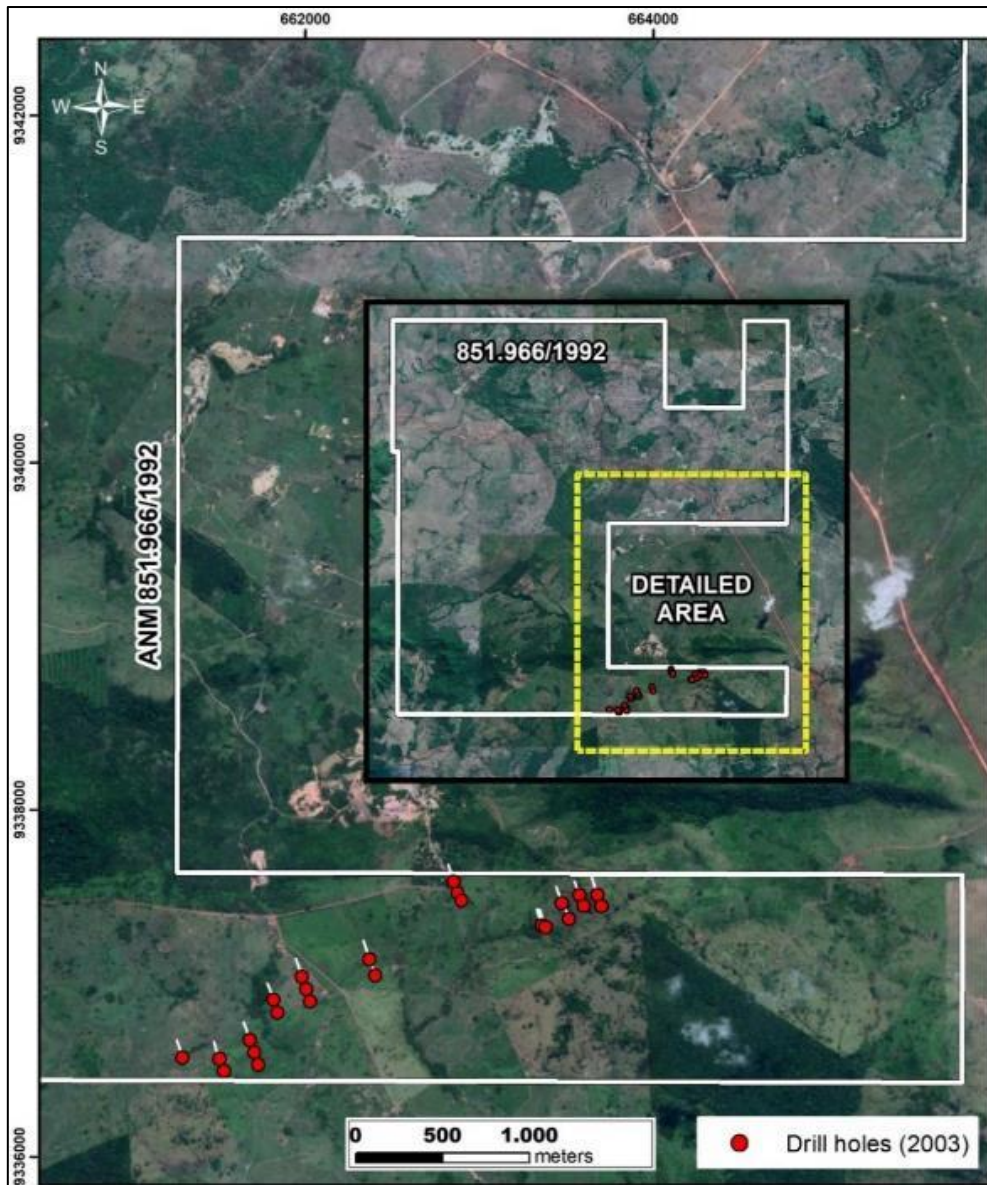 662000
664000
N
W
E
S
9342000
851.966/1992
9340000
ANM 851.966/1992
DETAILED
AREA
9338000
0
500
1.000
meters
Drill holes (2003)
9336000